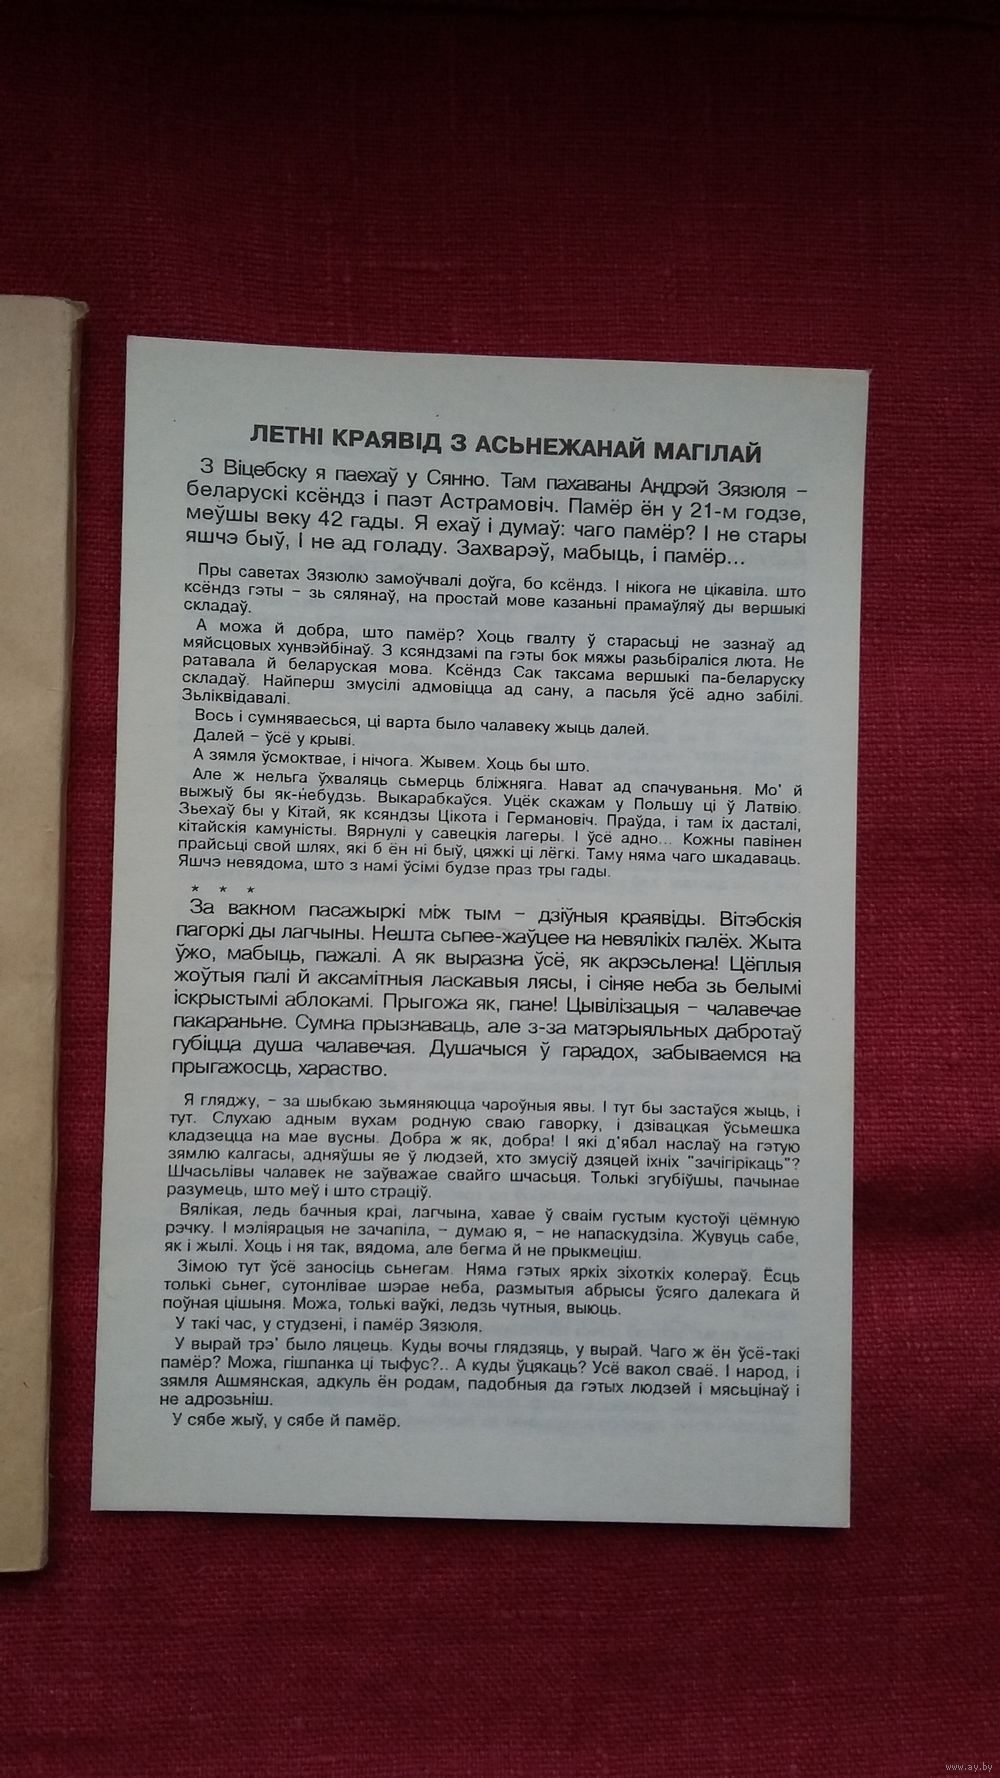 ЛЕТНІ КРАЯВІД З АСЬНЕЖАНАЙ МАГІЛАЙ
З Віцебску я паехаў у Сянно. Там пахаваны Андрэй Зязюля –
беларускі ксёндз і паэт Астрамовіч. Памёр ён у 21-м годзе,
меўшы веку 42 гады. Я ехаў і думаў: чаго памёр? І не стары
яшчэ быў, і не ад голаду. Захварэў, мабыць, і памёр...
Пры саветах Зязюлю замоўчвалі доўга, бо ксёндз. І нікога не цікавіла. што
ксёндз гэты – зь сялянаў, на простай мове казаньні прамаўляў ды вершыкі
складаў.
А можа й добра, што памёр? Хоць гвалту ў старасьці не зазнаў ад
мяйсцовых хунвэйбінаў. З ксяндзамі па гэты бок мяжы разьбіраліся люта. Не
ратавала й беларуская мова. Ксёндз Сак таксама вершыкі па-беларуску
складаў. Найперш змусілі адмовіцца ад сану, а пасьля ўсё адно забілі.
Зьліквідавалі.
Вось і сумняваесься, ці варта было чалавеку жыць далей.
Далей – ўсё у крыві.
А зямля ўсмоктвае, і нічога. Жывем. Хоць бы што.
Але ж нельга ўхваляць сьмерць бліжняга. Нават ад спачуваньня. Мо' й
выжыў бы як-небудзь. Выкарабкаўся. Уцёк скажам у Польшу ці ў Латвію.
Зьехаў бы у Кітай, як ксяндзы Цікота і Германовіч. Праўда, і там іх дасталі,
кітайскія камуністы. Вярнулі у савецкія лагеры. І ўсё адно... Кожны павінен
прайсьці свой шлях, які б ён ні быў, цяжкі ці лёгкі. Таму няма чаго шкадаваць.
Яшчэ невядома, што з намі ўсімі будзе праз тры гады.
* * *
За вакном пасажыркі між тым – дзіўныя краявіды. Вітэбскія
пагоркі ды лагчыны. Нешта сьпее-жаўцее на невялікіх палёх. Жыта
ўжо, мабыць, пажалі. А як выразна ўсё, як акрэсьлена! Цёплыя
жоўтыя палі й аксамітныя ласкавыя лясы, і сіняе неба зь белымі
іскрыстымі аблокамі. Прыгожа як, пане! Цывілізацыя – чалавечае
пакараньне. Сумна прызнаваць, але з-за матэрыяльных дабротаў
губіцца душа чалавечая. Душачыся ў гарадох, забываемся на
прыгажосць, хараство.
Я гляджу, – за шыбкаю зьмяняюцца чароўныя явы. І тут бы застаўся жыць, і
тут. Слухаю адным вухам родную сваю гаворку, і дзівацкая ўсьмешка
кладзецца на мае вусны. Добра ж як, добра! І які д'ябал наслаў на гэтую
зямлю калгасы, адняўшы яе ў людзей, хто змусіў дзяцей іхніх "зачігірікаць"?
Шчасьлівы чалавек не заўважае свайго шчасьця. Толькі згубіўшы, пачынае
разумець, што меў і што страціў.
Вялікая, ледь бачныя краі, лагчына, хавае ў сваім густым кустоўі цёмную
рэчку. І мэліярацыя не зачапіла, – думаю я, – не напаскудзіла. Жувуць сабе,
як і жылі. Хоць і ня так, вядома, але бегма й не прыкмеціш.
Зімою тут ўсё заносіць сьнегам. Няма гэтых яркіх зіхоткіх колераў. Ёсць
толькі сьнег, сутонлівае шэрае неба, размытыя абрысы ўсяго далекага й
поўная цішыня. Можа, толькі ваўкі, ледзь чутныя, выюць.
У такі час, у студзені, і памёр Зязюля.
У вырай трэ' было ляцець. Куды вочы глядзяць, у вырай. Чаго ж ён ўсё-такі
памёр? Можа, гішпанка ці тыфус?.. А куды ўцякаць? Усё вакол сваё. І народ, і
зямля Ашмянская, адкуль ён родам, падобныя да гэтых людзей і мясьцінаў і
не адрозьніш.
У сябе жыў, у сябе й памёр.
www.ay.by